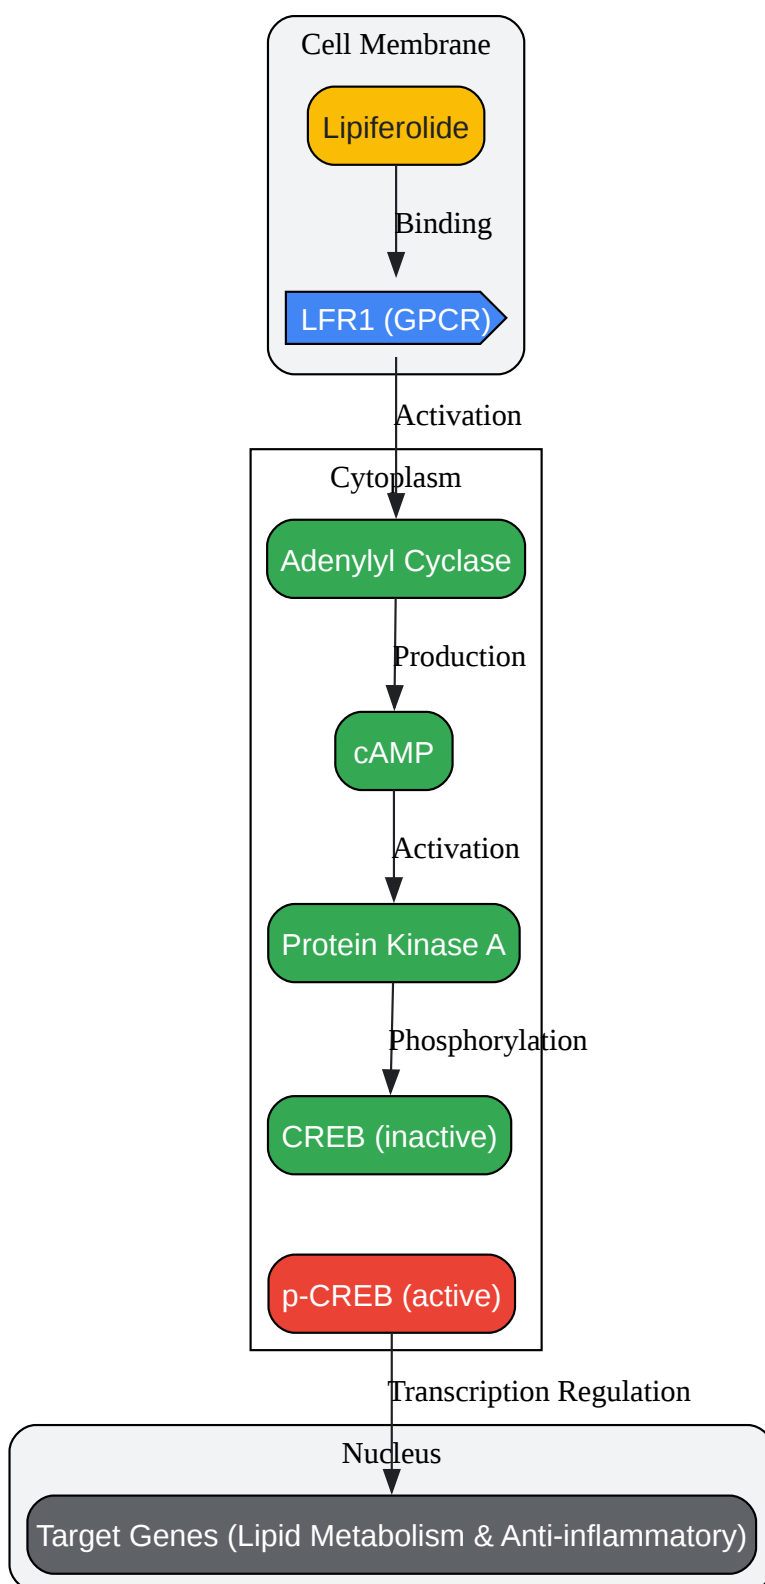 Cell Membrane
Lipiferolide
Binding
LFR1 (GPCR)
Activation
Cytoplasm
Adenylyl Cyclase
Production
cAMP
Activation
Protein Kinase A
Phosphorylation
CREB (inactive)
p-CREB (active)
Transcription Regulation
Nucleus
Target Genes (Lipid Metabolism & Anti-inflammatory)